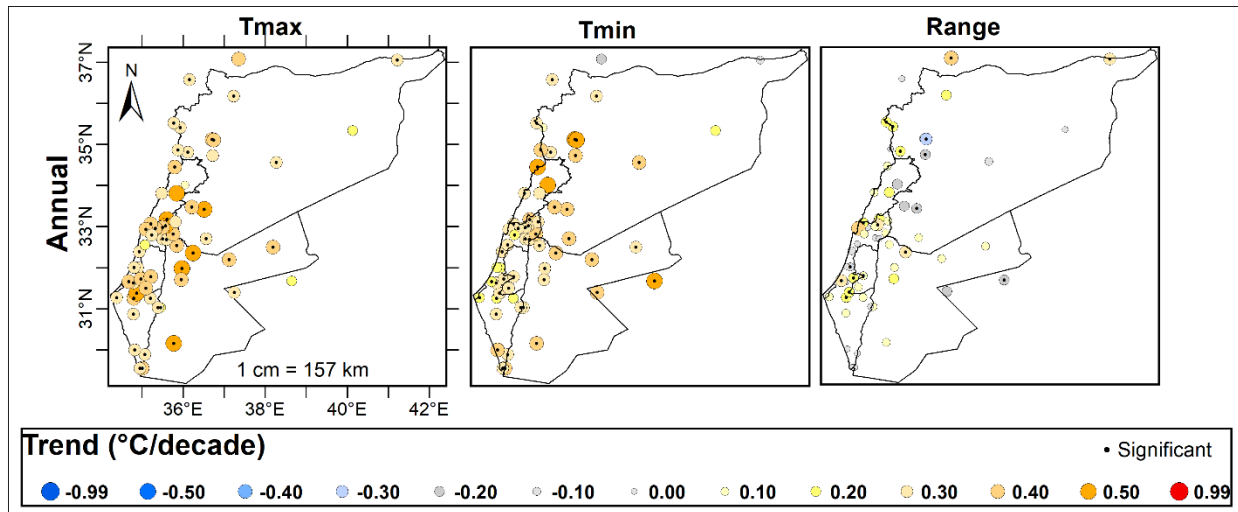 Tmax Tmin Range
37°N
35°N
33°N
31°N
N
Annual
1 cm = 157 km
36°E 38°E 40°E 42°E
Trend (°C/decade)
• Significant
-0.99 -0.50 -0.40 -0.30 -0.20 -0.10 0.00 0.10 0.20 0.30 0.40 0.50 0.99